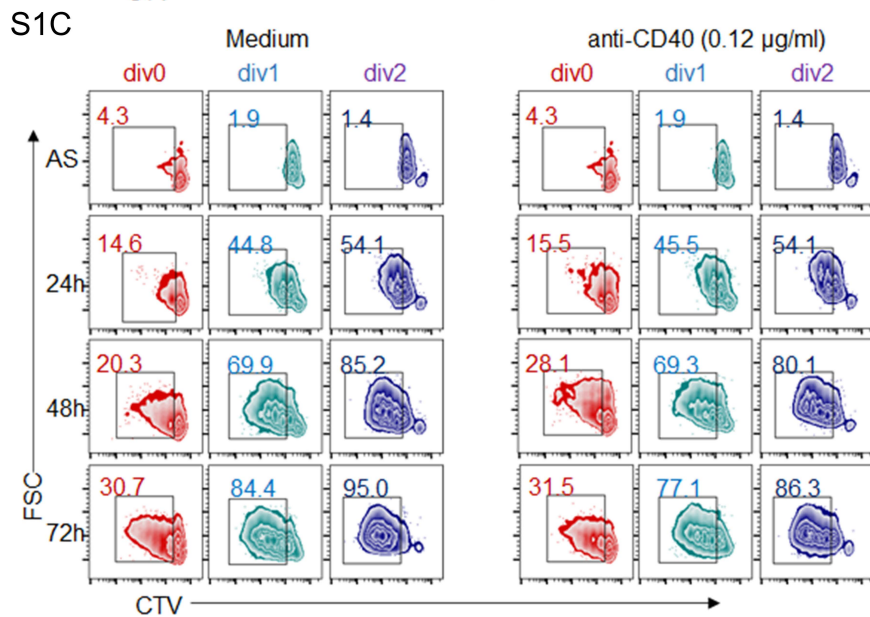 S1C
Medium
anti-CD40 (0.12 µg/ml)
div0 div1 div2 div0 div1 div2
AS 4.3 1.9 1.4 4.3 1.9 1.4
24h 14.6 44.8 54.1 15.5 45.5 54.1
48h 20.3 69.9 85.2 28.1 69.3 80.1
72h 30.7 84.4 95.0 31.5 77.1 86.3
FSC
CTV